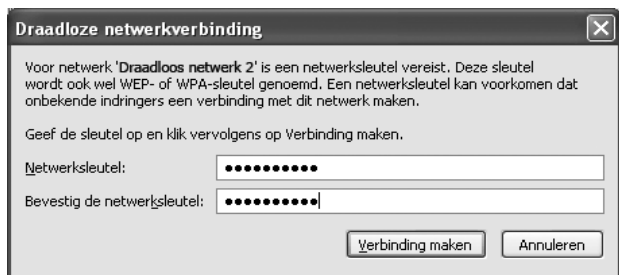 Draadloze netwerkverbinding
Voor netwerk 'Draadloos netwerk 2' is een netwerksleutel vereist. Deze sleutel
wordt ook wel WEP- of WPA-sleutel genoemd. Een netwerksleutel kan voorkomen dat
onbekende indringers een verbinding met dit netwerk maken.
Geef de sleutel op en klik vervolgens op Verbinding maken.
Netwerksleutel: ●●●●●●●●●●
Bevestig de netwerksleutel: ●●●●●●●●●●
Verbinding maken Annuleren